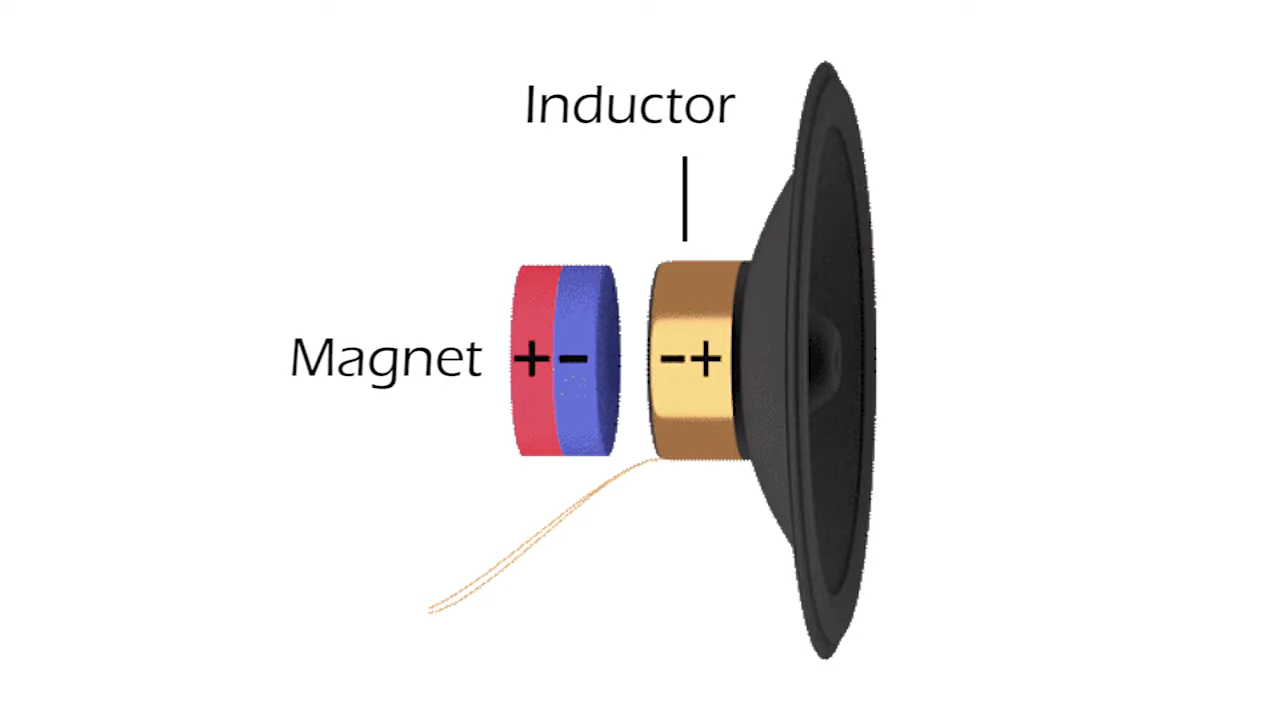 Inductor
Magnet + − − +